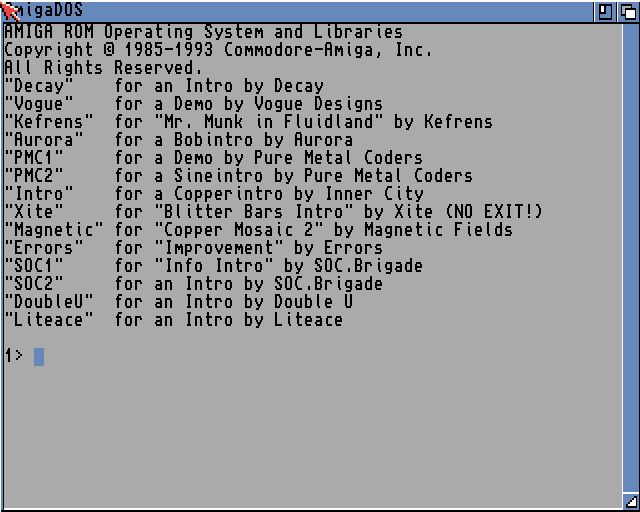 AmigaDOS
AMIGA ROM Operating System and Libraries
Copyright © 1985-1993 Commodore-Amiga, Inc.
All Rights Reserved.
"Decay"    for an Intro by Decay
"Vogue"    for a Demo by Vogue Designs
"Kefrens"  for "Mr. Munk in Fluidland" by Kefrens
"Aurora"   for a Bobintro by Aurora
"PMC1"     for a Demo by Pure Metal Coders
"PMC2"     for a Sineintro by Pure Metal Coders
"Intro"    for a Copperintro by Inner City
"Xite"     for "Blitter Bars Intro" by Xite (NO EXIT!)
"Magnetic" for "Copper Mosaic 2" by Magnetic Fields
"Errors"   for "Improvement" by Errors
"SOC1"     for "Info Intro" by SOC.Brigade
"SOC2"     for an Intro by SOC.Brigade
"DoubleU"  for an Intro by Double U
"Liteace"  for an Intro by Liteace
1>